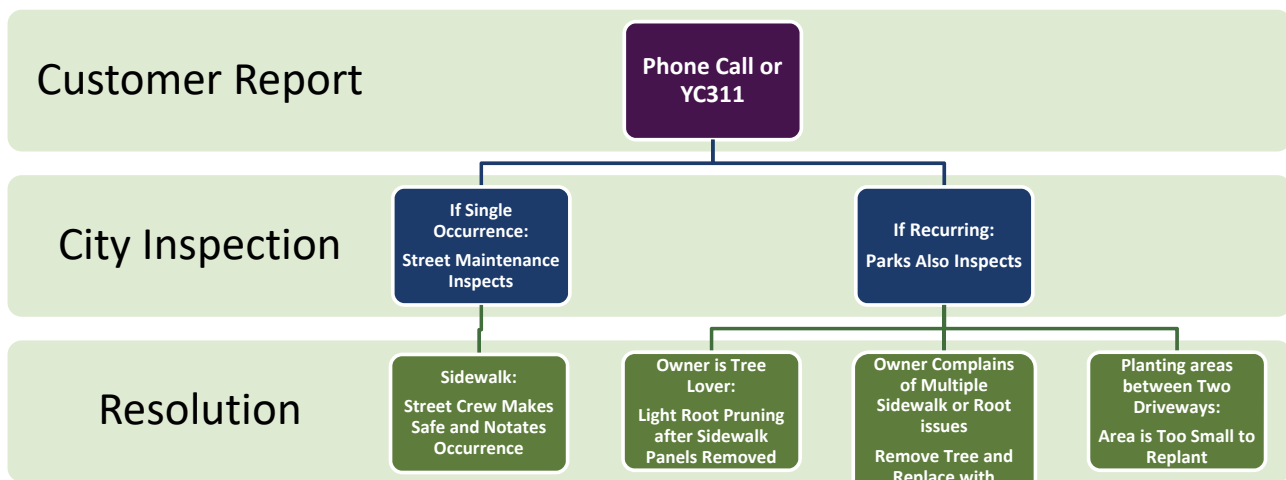 Customer Report
Phone Call or
YC311
City Inspection
If Single
Occurrence:
Street Maintenance
Inspects
If Recurring:
Parks Also Inspects
Resolution
Sidewalk:
Street Crew Makes
Safe and Notates
Occurrence
Owner is Tree
Lover:
Light Root Pruning
after Sidewalk
Panels Removed
Owner Complains
of Multiple
Sidewalk or Root
issues
Remove Tree and
Replace with
Planting areas
between Two
Driveways:
Area is Too Small to
Replant